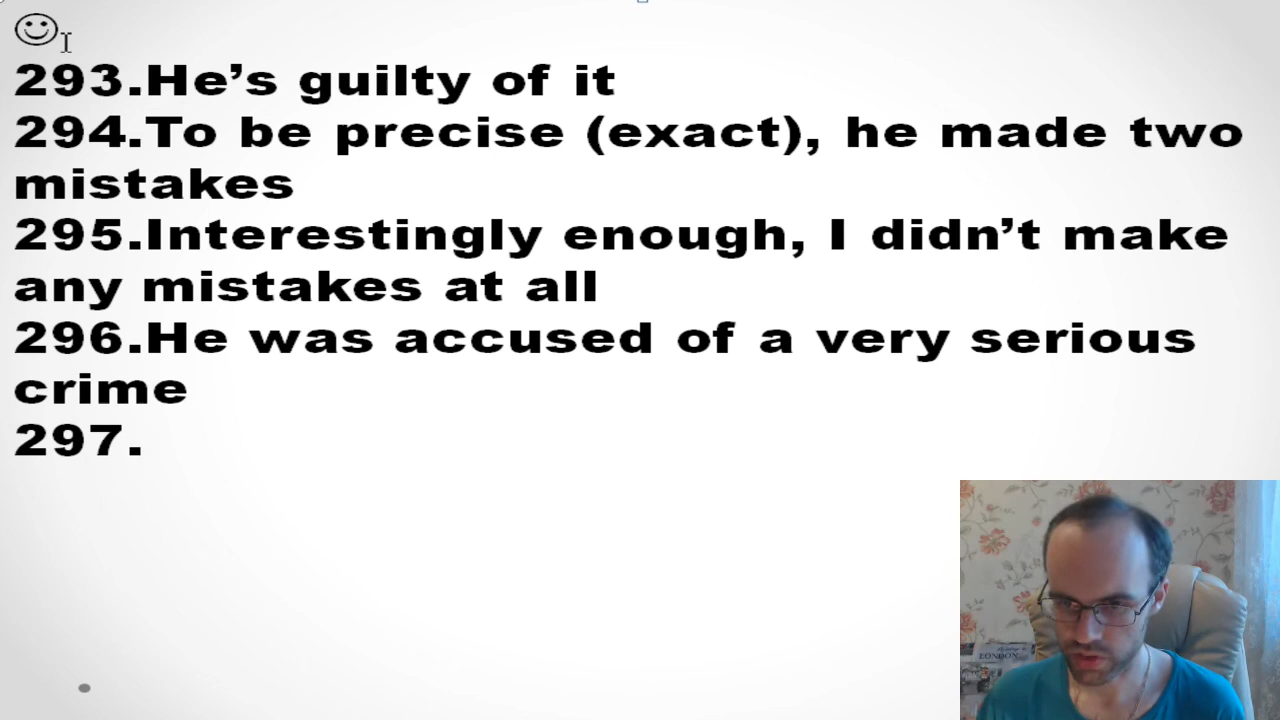 293.He’s guilty of it
294.To be precise (exact), he made two
mistakes
295.Interestingly enough, I didn’t make
any mistakes at all
296.He was accused of a very serious
crime
297.
LONDON